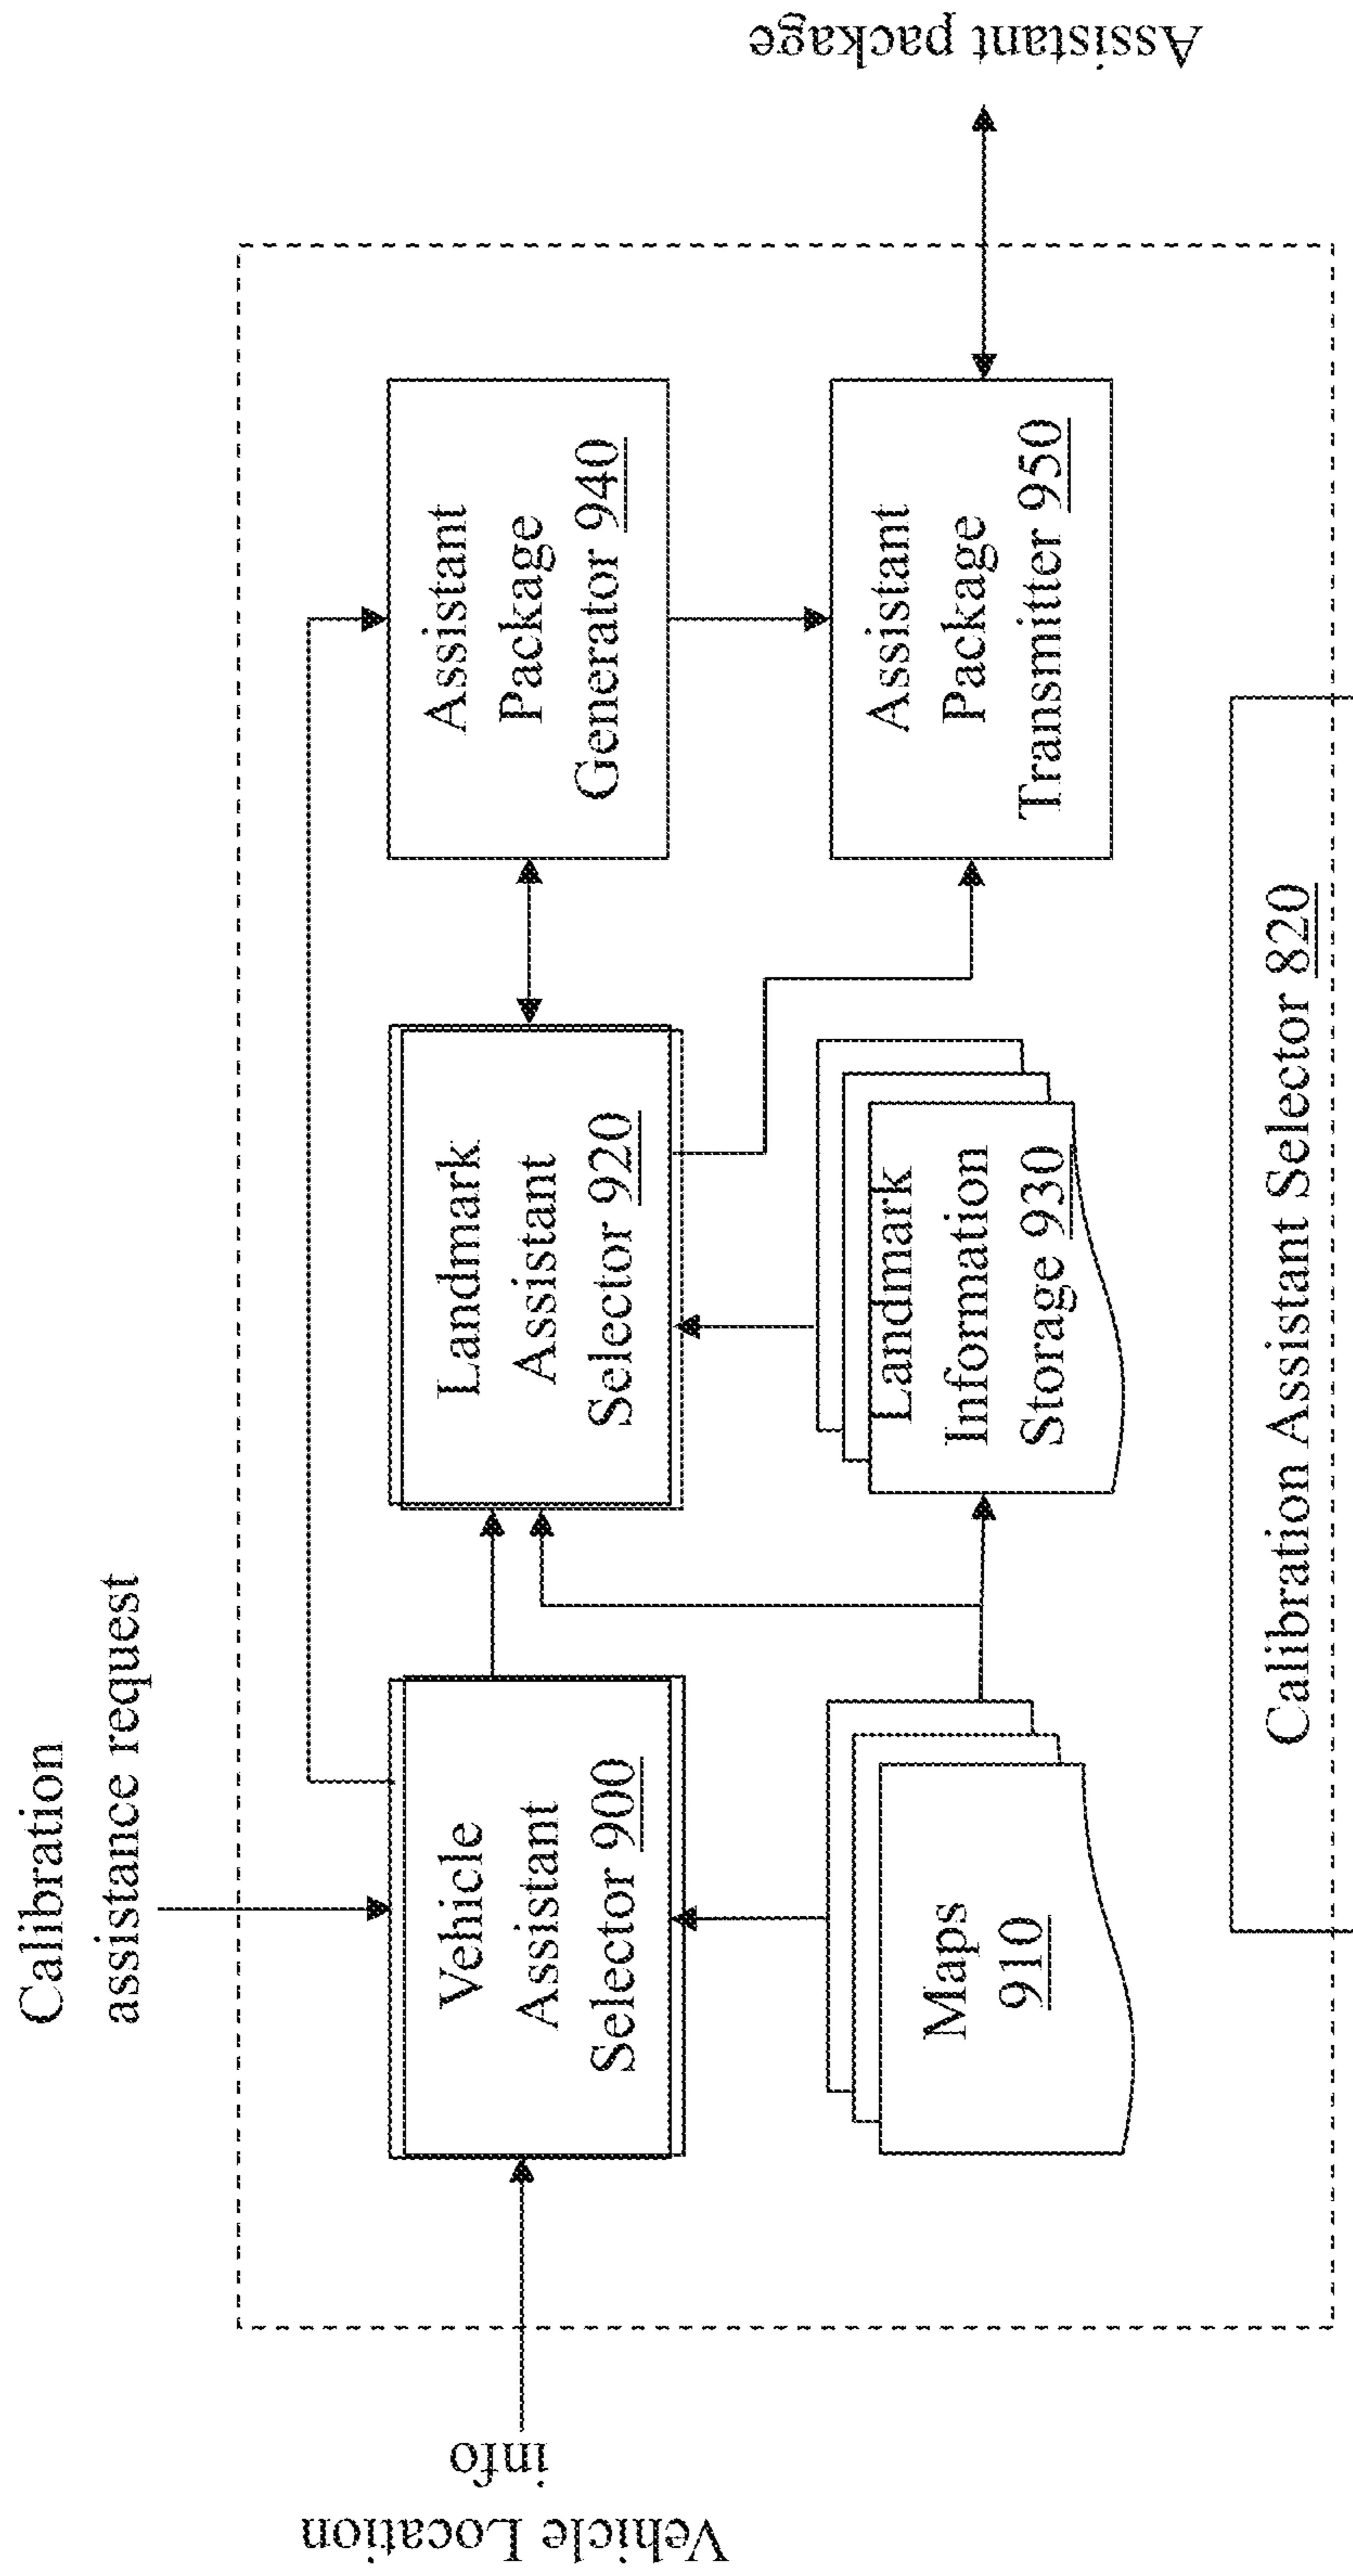 Calibration
assistance request
Vehicle Location
info
Vehicle
Assistant
Selector 900
Landmark
Assistant
Selector 920
Assistant
Package
Generator 940
Maps
910
Landmark
Information
Storage 930
Assistant
Package
Transmitter 950
Assistant package
Calibration Assistant Selector 820